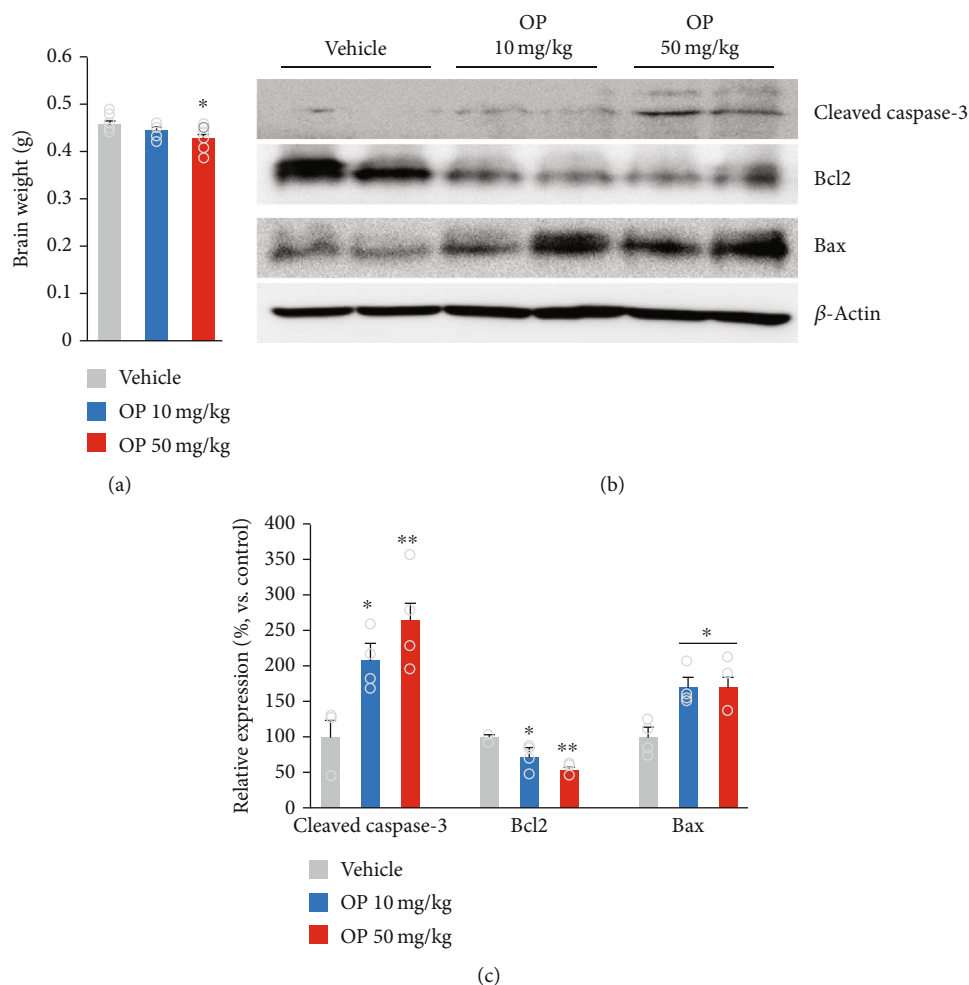 0.6
0.5
0.4
0.3
0.2
0.1
0
Brain weight (g)
*
Vehicle
OP 10 mg/kg
OP 50 mg/kg
(a)
Vehicle
OP
10 mg/kg
OP
50 mg/kg
Cleaved caspase-3
Bcl2
Bax
β-Actin
(b)
400
350
300
250
200
150
100
50
0
Relative expression (%, vs. control)
*
**
*
**
*
Cleaved caspase-3
Bcl2
Bax
Vehicle
OP 10 mg/kg
OP 50 mg/kg
(c)